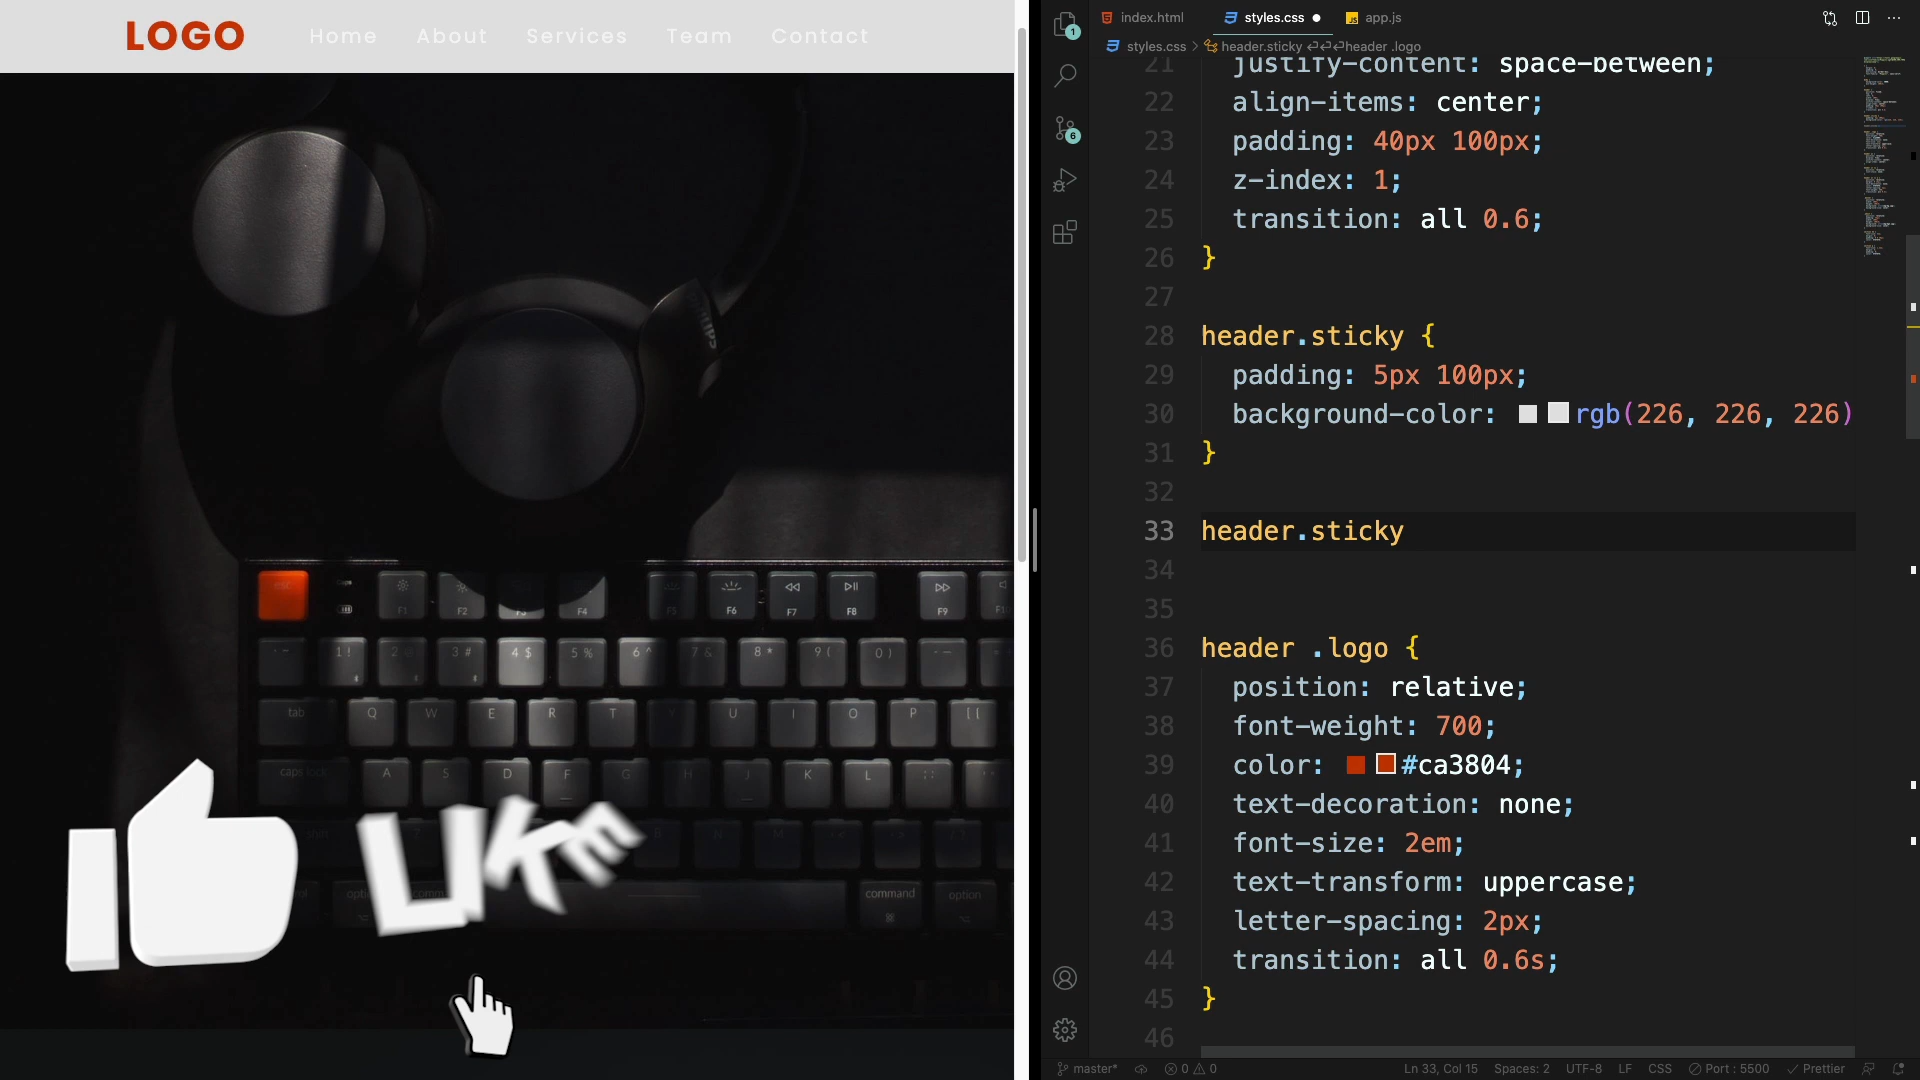 LOGO
Home
About
Services
Team
Contact
F1
F2
F3
F4
F5
F6
F7
F8
F9
F10
1 !
2 @
3 #
4 $
5 %
6 ^
7 &
8 *
9 (
0 )
tab
Q
W
E
R
T
Y
U
I
O
P
caps lock
A
S
D
F
G
H
J
K
L
shift
command
option
LIKE
index.html
styles.css
app.js
styles.css > header.sticky header .logo
1
6
21 justify-content: space-between;
22 align-items: center;
23 padding: 40px 100px;
24 z-index: 1;
25 transition: all 0.6;
26 }
27
28 header.sticky {
29 padding: 5px 100px;
30 background-color: rgb(226, 226, 226)
31 }
32
33 header.sticky
34
35
36 header .logo {
37 position: relative;
38 font-weight: 700;
39 color: #ca3804;
40 text-decoration: none;
41 font-size: 2em;
42 text-transform: uppercase;
43 letter-spacing: 2px;
44 transition: all 0.6s;
45 }
46
master* 0 0 Ln 33, Col 15 Spaces: 2 UTF-8 LF CSS Port : 5500 Prettier